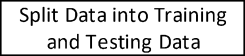 Split Data into Training
and Testing Data